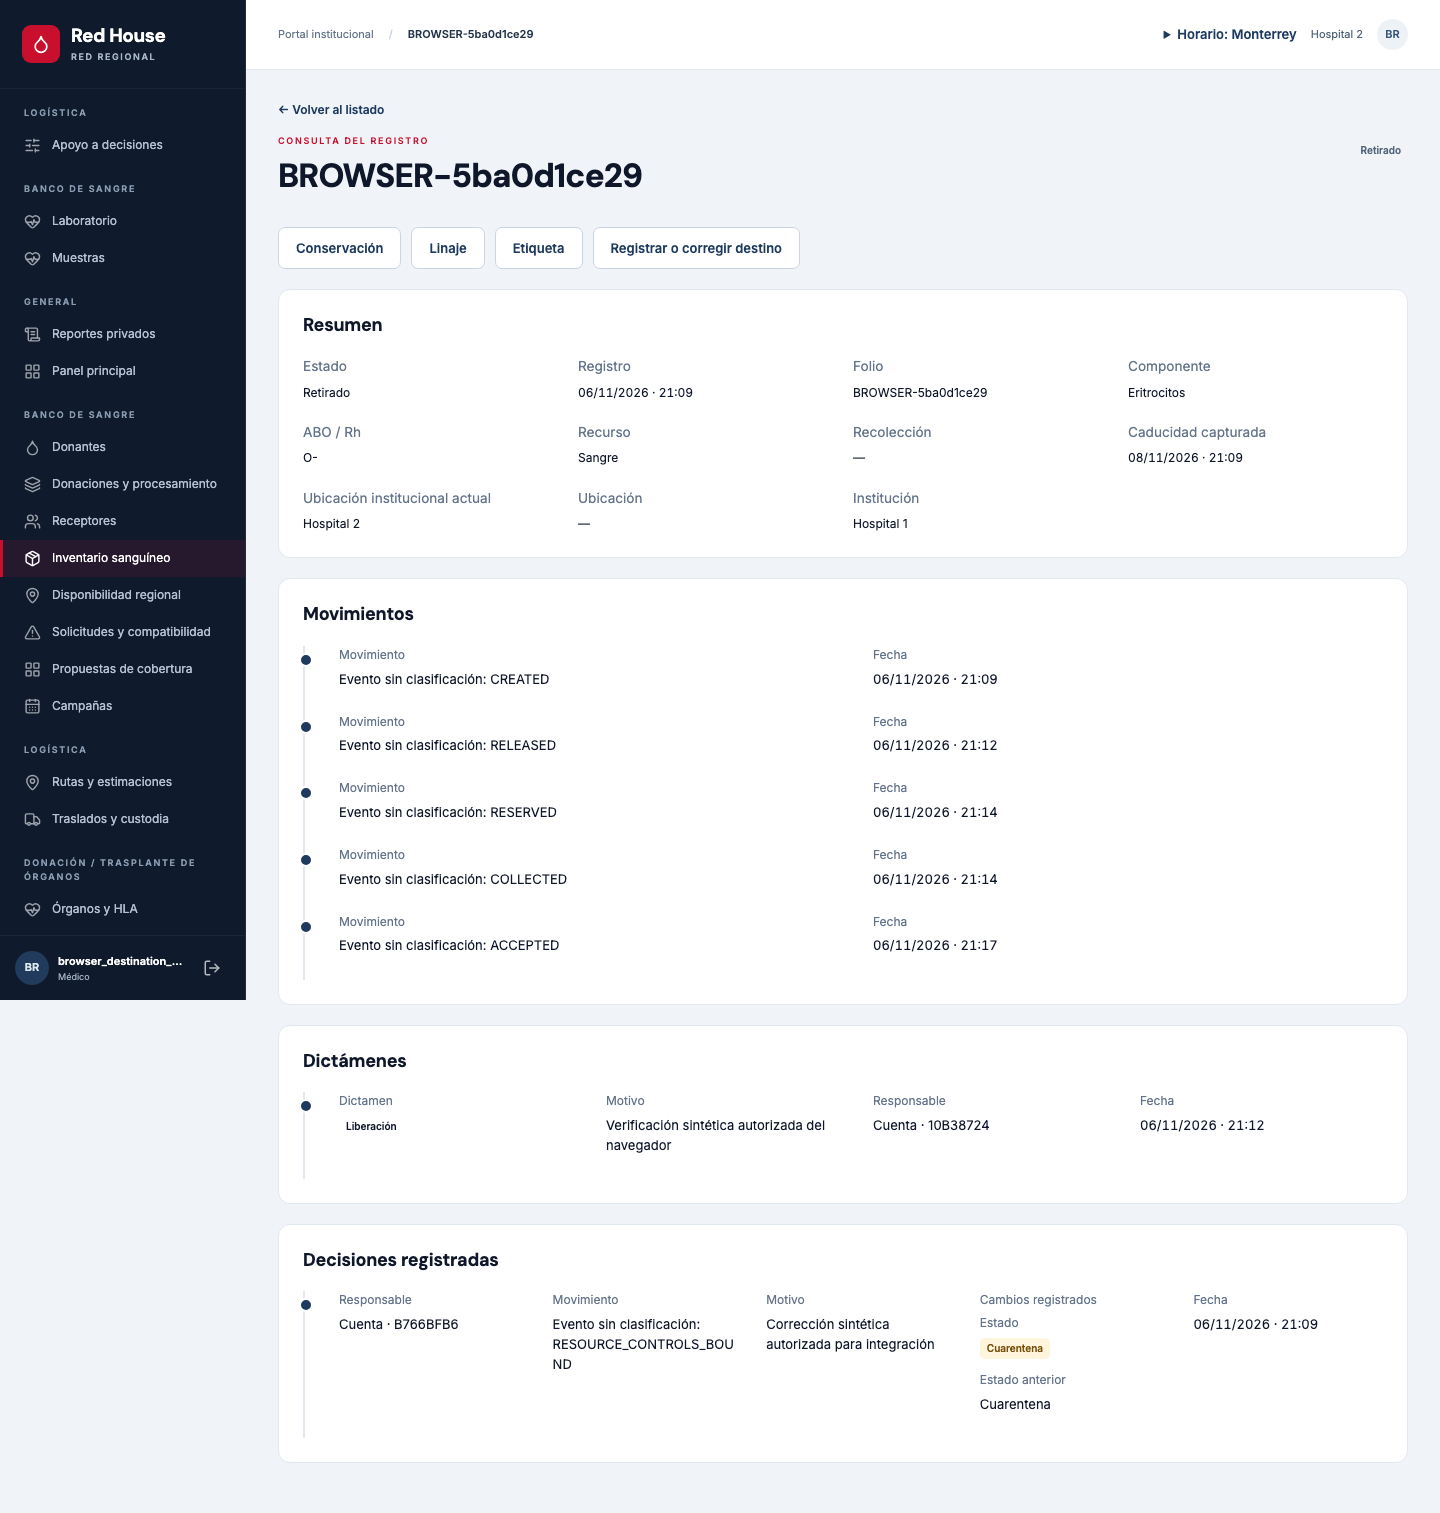 Red House
RED REGIONAL
LOGÍSTICA
Apoyo a decisiones
BANCO DE SANGRE
Laboratorio
Muestras
GENERAL
Reportes privados
Panel principal
BANCO DE SANGRE
Donantes
Donaciones y procesamiento
Receptores
Inventario sanguíneo
Disponibilidad regional
Solicitudes y compatibilidad
Propuestas de cobertura
Campañas
LOGÍSTICA
Rutas y estimaciones
Traslados y custodia
DONACIÓN / TRASPLANTE DE
ÓRGANOS
Órganos y HLA
BR
browser_destination_...
Médico
Portal institucional / BROWSER-5ba0d1ce29
Horario: Monterrey Hospital 2 BR
← Volver al listado
CONSULTA DEL REGISTRO
Retirado
BROWSER-5ba0d1ce29
Conservación Linaje Etiqueta Registrar o corregir destino
Resumen
Estado Registro Folio Componente
Retirado 06/11/2026 · 21:09 BROWSER-5ba0d1ce29 Eritrocitos
ABO / Rh Recurso Recolección Caducidad capturada
O- Sangre — 08/11/2026 · 21:09
Ubicación institucional actual Ubicación Institución
Hospital 2 — Hospital 1
Movimientos
Movimiento Fecha
Evento sin clasificación: CREATED 06/11/2026 · 21:09
Movimiento Fecha
Evento sin clasificación: RELEASED 06/11/2026 · 21:12
Movimiento Fecha
Evento sin clasificación: RESERVED 06/11/2026 · 21:14
Movimiento Fecha
Evento sin clasificación: COLLECTED 06/11/2026 · 21:14
Movimiento Fecha
Evento sin clasificación: ACCEPTED 06/11/2026 · 21:17
Dictámenes
Dictamen Motivo Responsable Fecha
Liberación Verificación sintética autorizada del Cuenta · 10B38724 06/11/2026 · 21:12
navegador
Decisiones registradas
Responsable Movimiento Motivo Cambios registrados Fecha
Cuenta · B766BFB6 Evento sin clasificación: Corrección sintética Estado 06/11/2026 · 21:09
RESOURCE_CONTROLS_BOU autorizada para integración Cuarentena
ND
Estado anterior
Cuarentena